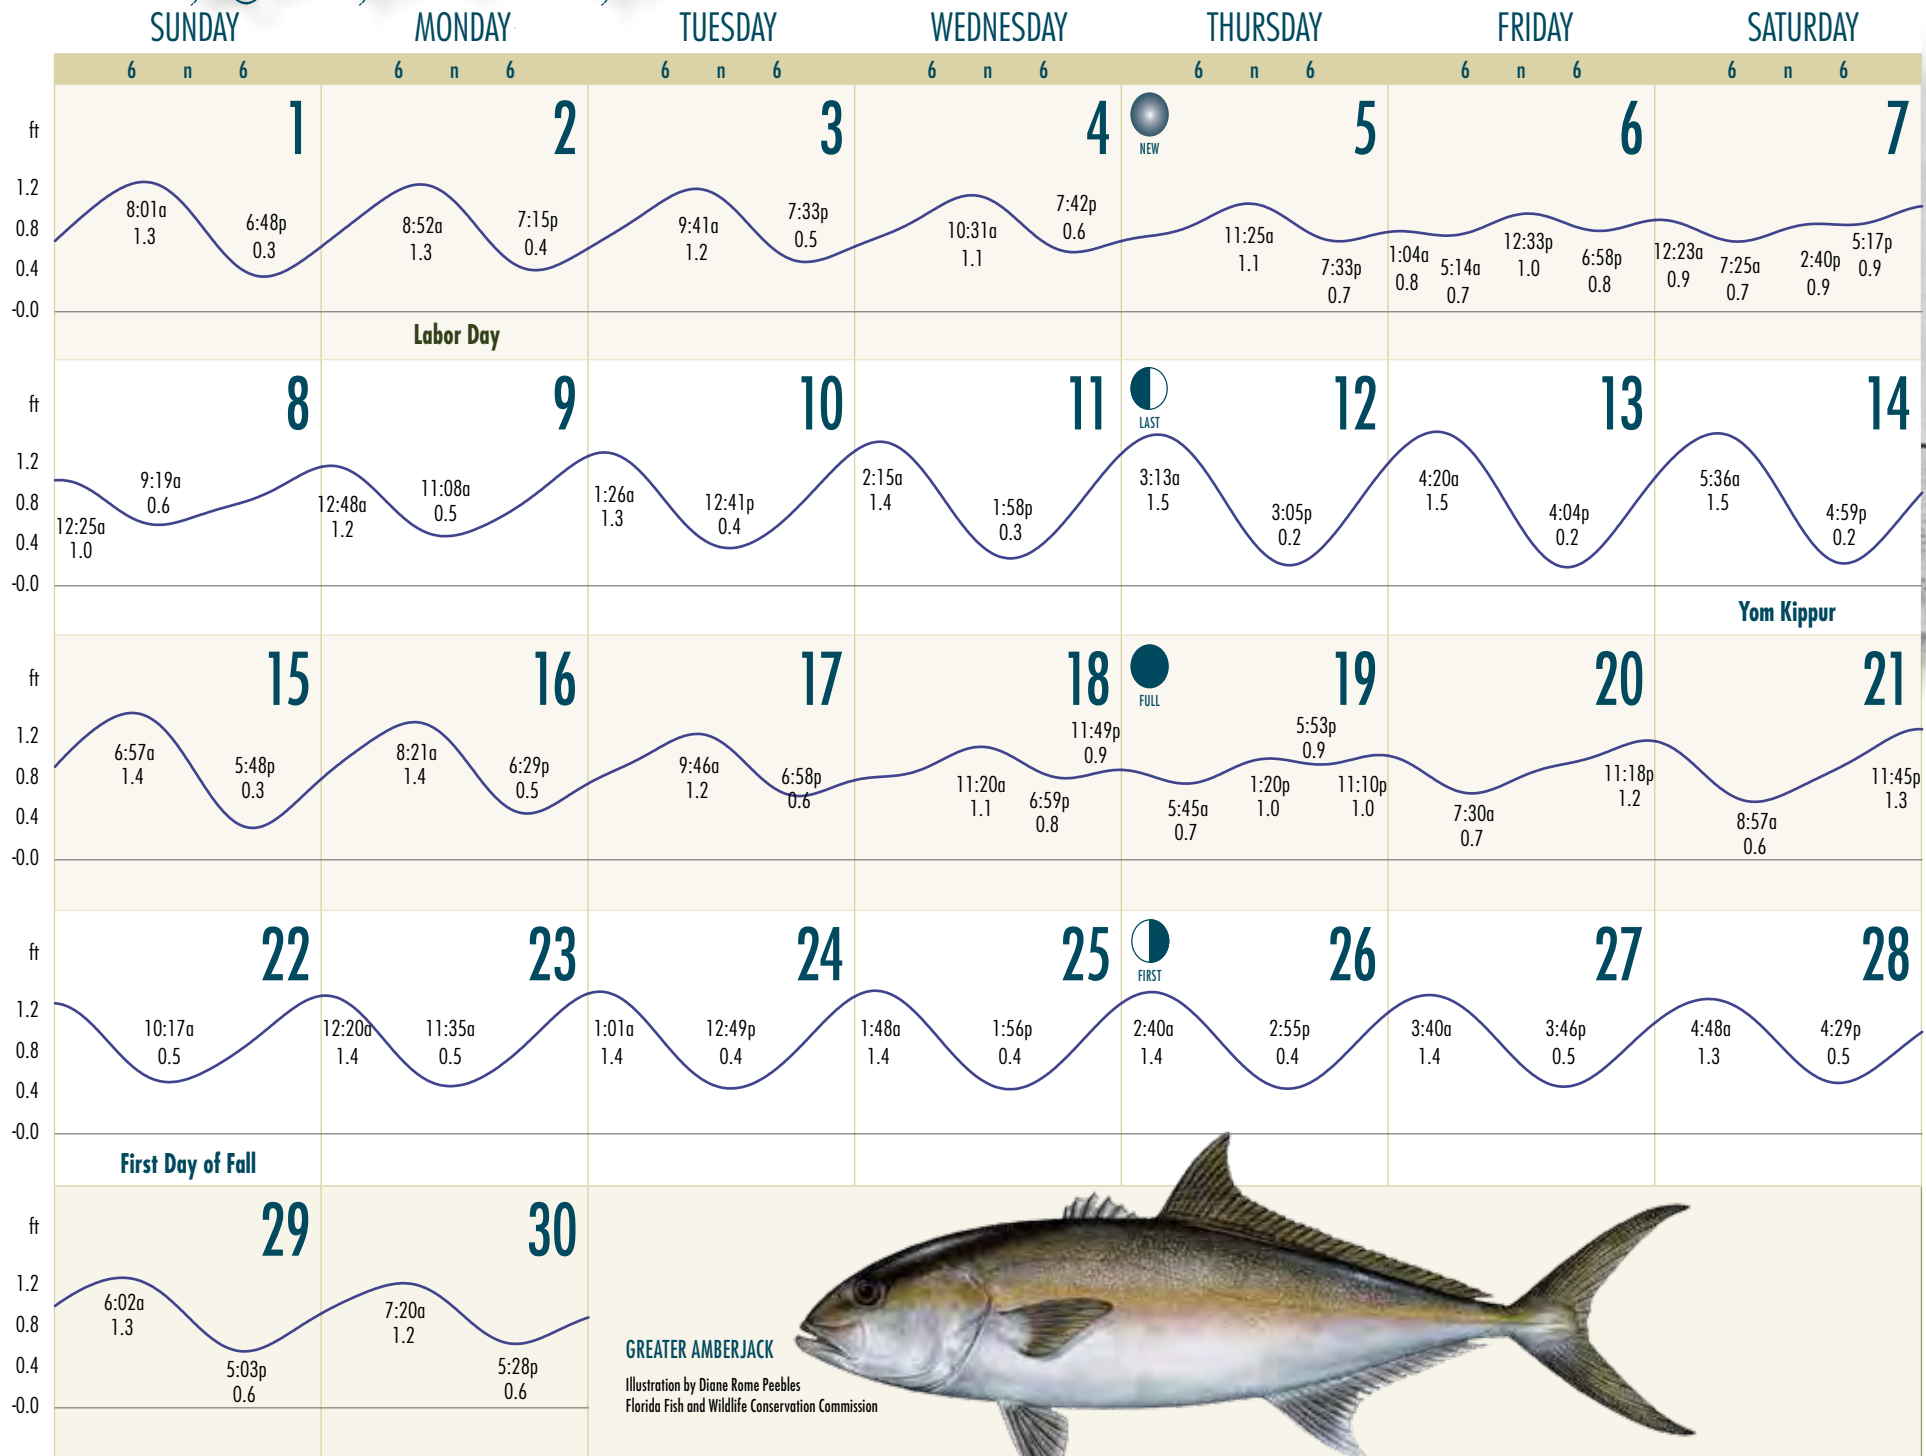 SUNDAY MONDAY TUESDAY WEDNESDAY THURSDAY FRIDAY SATURDAY
6 n 6 6 n 6 6 n 6 6 n 6 6 n 6 6 n 6 6 n 6
ft 1 2 3 4 NEW 5 6 7
1.2
0.8
0.4
-0.0
8:01a
1.3
6:48p
0.3
8:52a
1.3
7:15p
0.4
9:41a
1.2
7:33p
0.5
10:31a
1.1
7:42p
0.6
11:25a
1.1
7:33p
0.7
1:04a
0.8
5:14a
0.7
12:33p
1.0
6:58p
0.8
12:23a
0.9
7:25a
0.7
2:40p
0.9
5:17p
0.9
Labor Day
ft 8 9 10 11 LAST 12 13 14
1.2
0.8
0.4
-0.0
12:25a
1.0
9:19a
0.6
12:48a
1.2
11:08a
0.5
1:26a
1.3
12:41p
0.4
2:15a
1.4
1:58p
0.3
3:13a
1.5
3:05p
0.2
4:20a
1.5
4:04p
0.2
5:36a
1.5
4:59p
0.2
Yom Kippur
ft 15 16 17 18 FULL 19 20 21
1.2
0.8
0.4
-0.0
6:57a
1.4
5:48p
0.3
8:21a
1.4
6:29p
0.5
9:46a
1.2
6:58p
0.6
11:20a
1.1
6:59p
0.8
11:49p
0.9
5:45a
0.7
1:20p
1.0
5:53p
0.9
11:10p
1.0
7:30a
0.7
11:18p
1.2
8:57a
0.6
11:45p
1.3
ft 22 23 24 25 FIRST 26 27 28
1.2
0.8
0.4
-0.0
10:17a
0.5
12:20a
1.4
11:35a
0.5
1:01a
1.4
12:49p
0.4
1:48a
1.4
1:56p
0.4
2:40a
1.4
2:55p
0.4
3:40a
1.4
3:46p
0.5
4:48a
1.3
4:29p
0.5
First Day of Fall
ft 29 30
1.2
0.8
0.4
-0.0
6:02a
1.3
5:03p
0.6
7:20a
1.2
5:28p
0.6
GREATER AMBERJACK
Illustration by Diane Rome Peebles
Florida Fish and Wildlife Conservation Commission